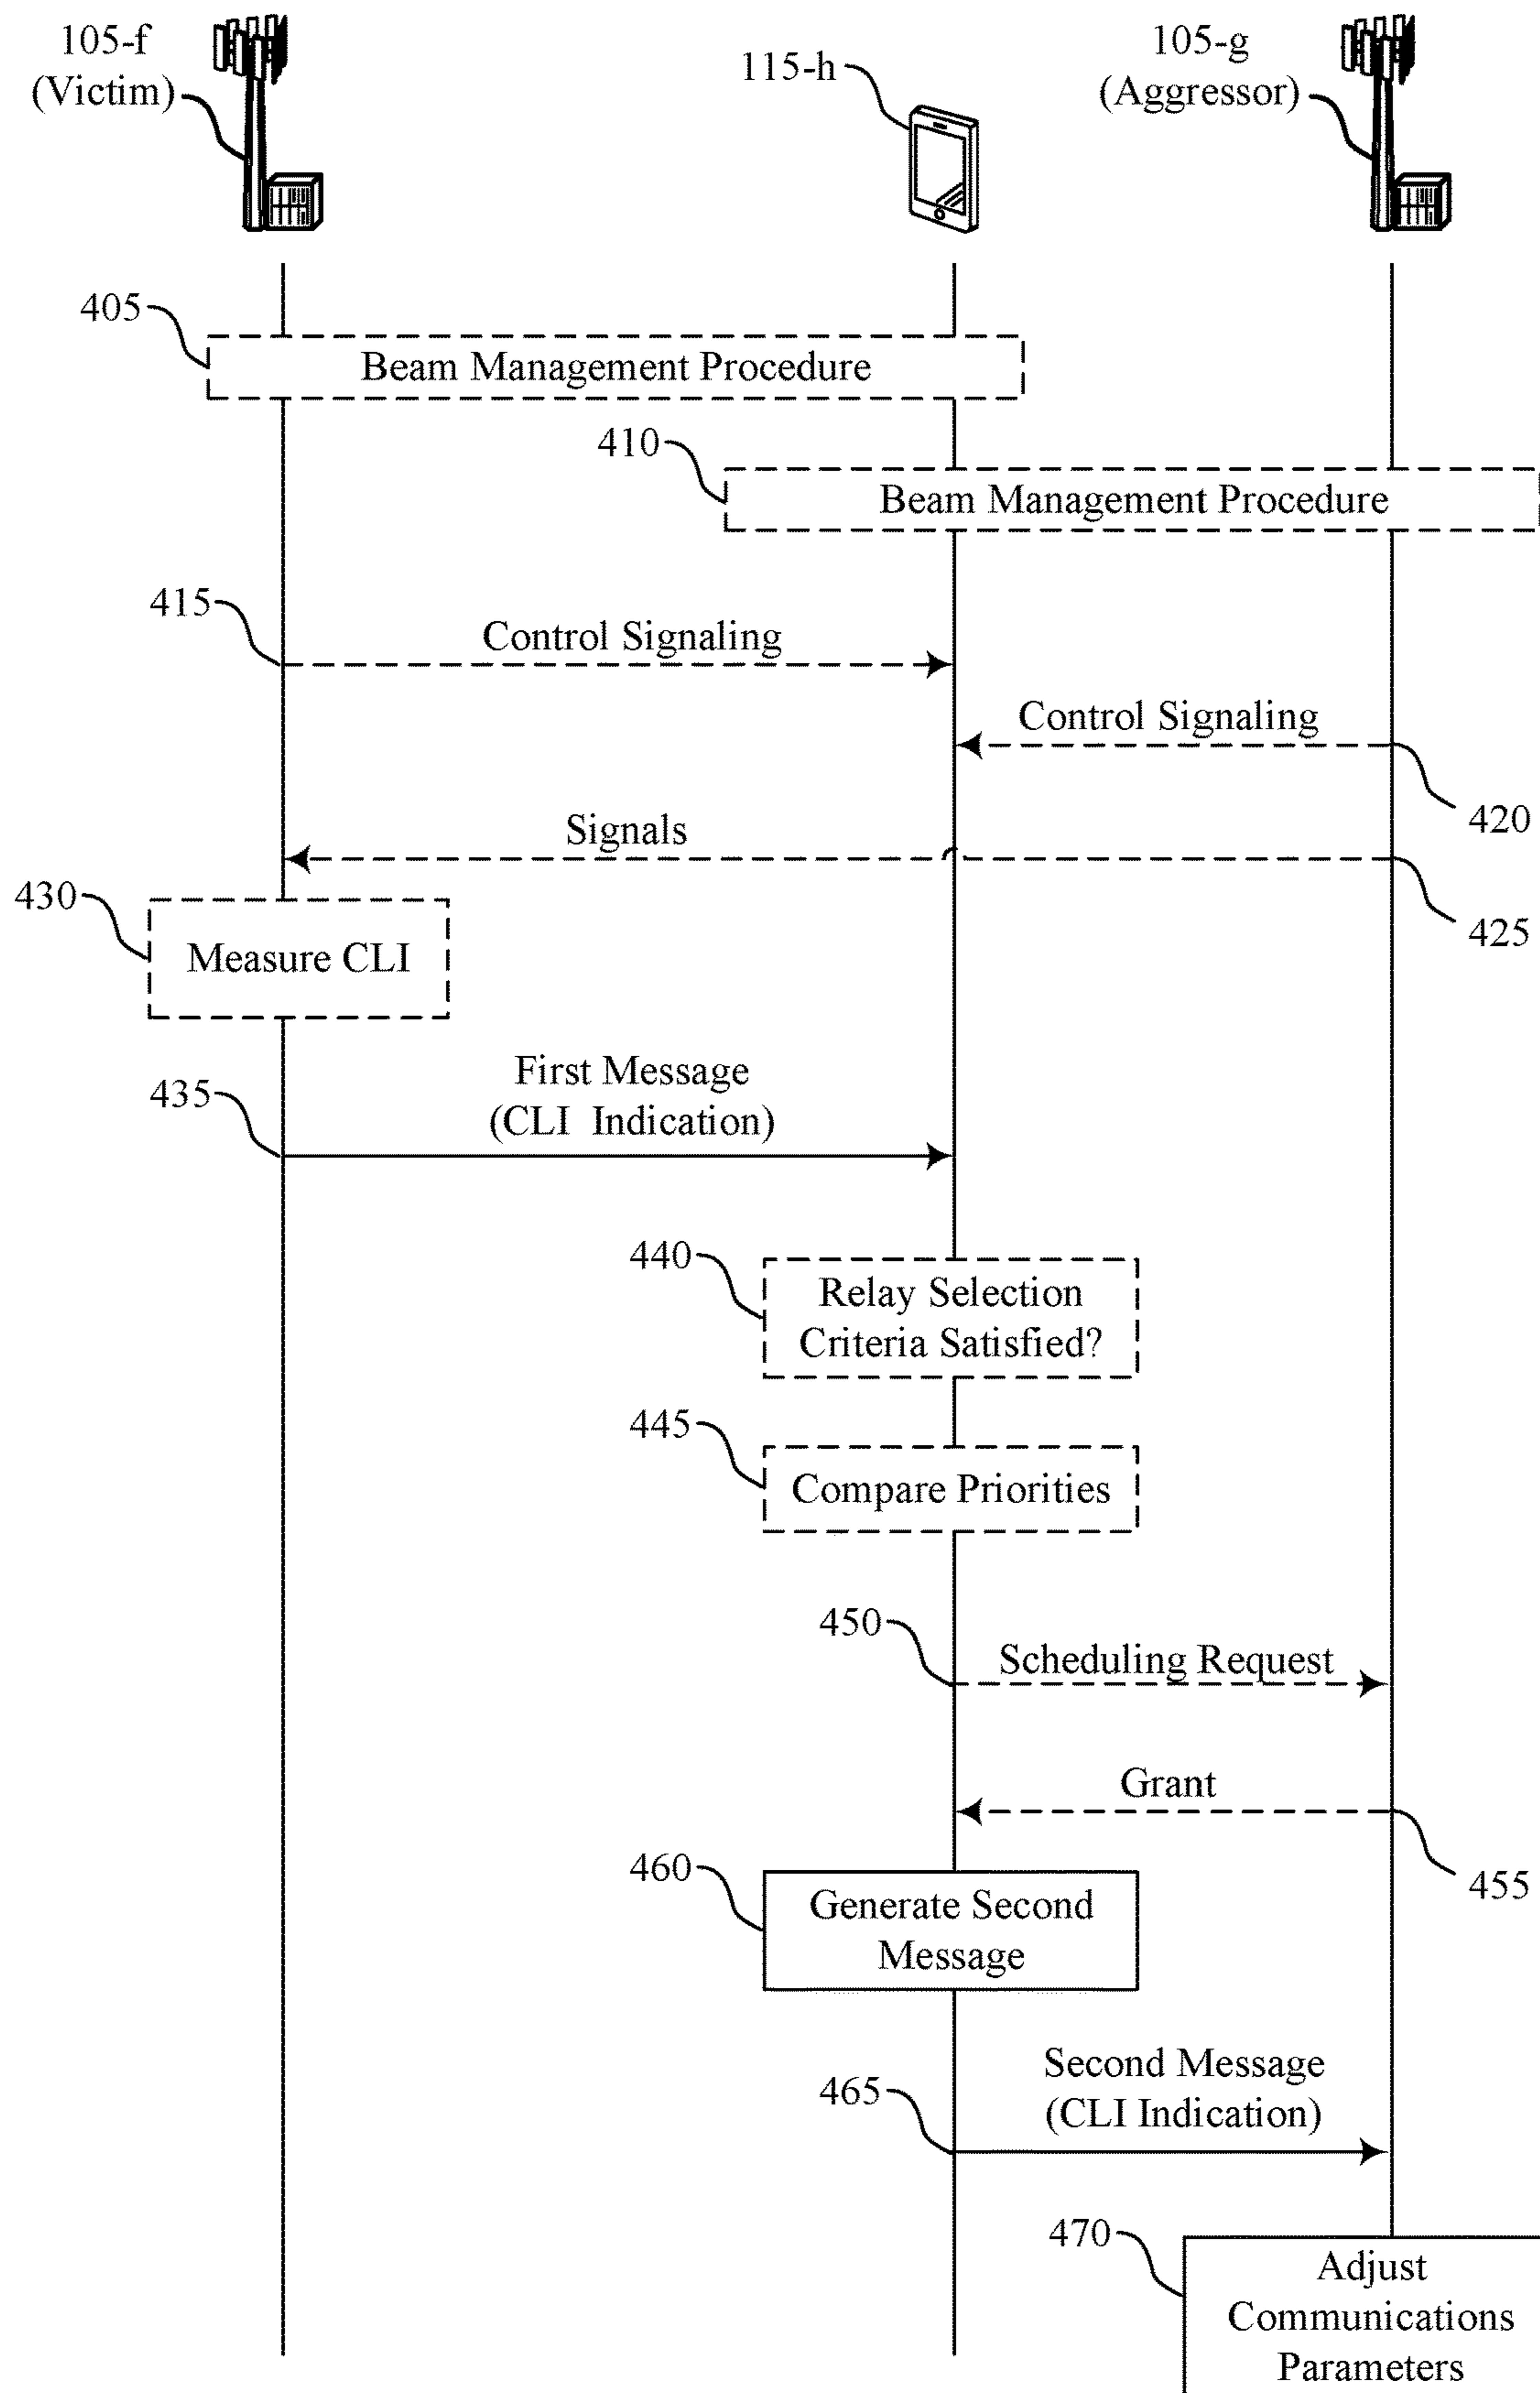 105-f
(Victim)
115-h
105-g
(Aggressor)
405
Beam Management Procedure
410
Beam Management Procedure
415
Control Signaling
Control Signaling
420
Signals
425
430
Measure CLI
435
First Message
(CLI Indication)
440
Relay Selection
Criteria Satisfied?
445
Compare Priorities
450
Scheduling Request
Grant
455
460
Generate Second
Message
465
Second Message
(CLI Indication)
470
Adjust
Communications
Parameters